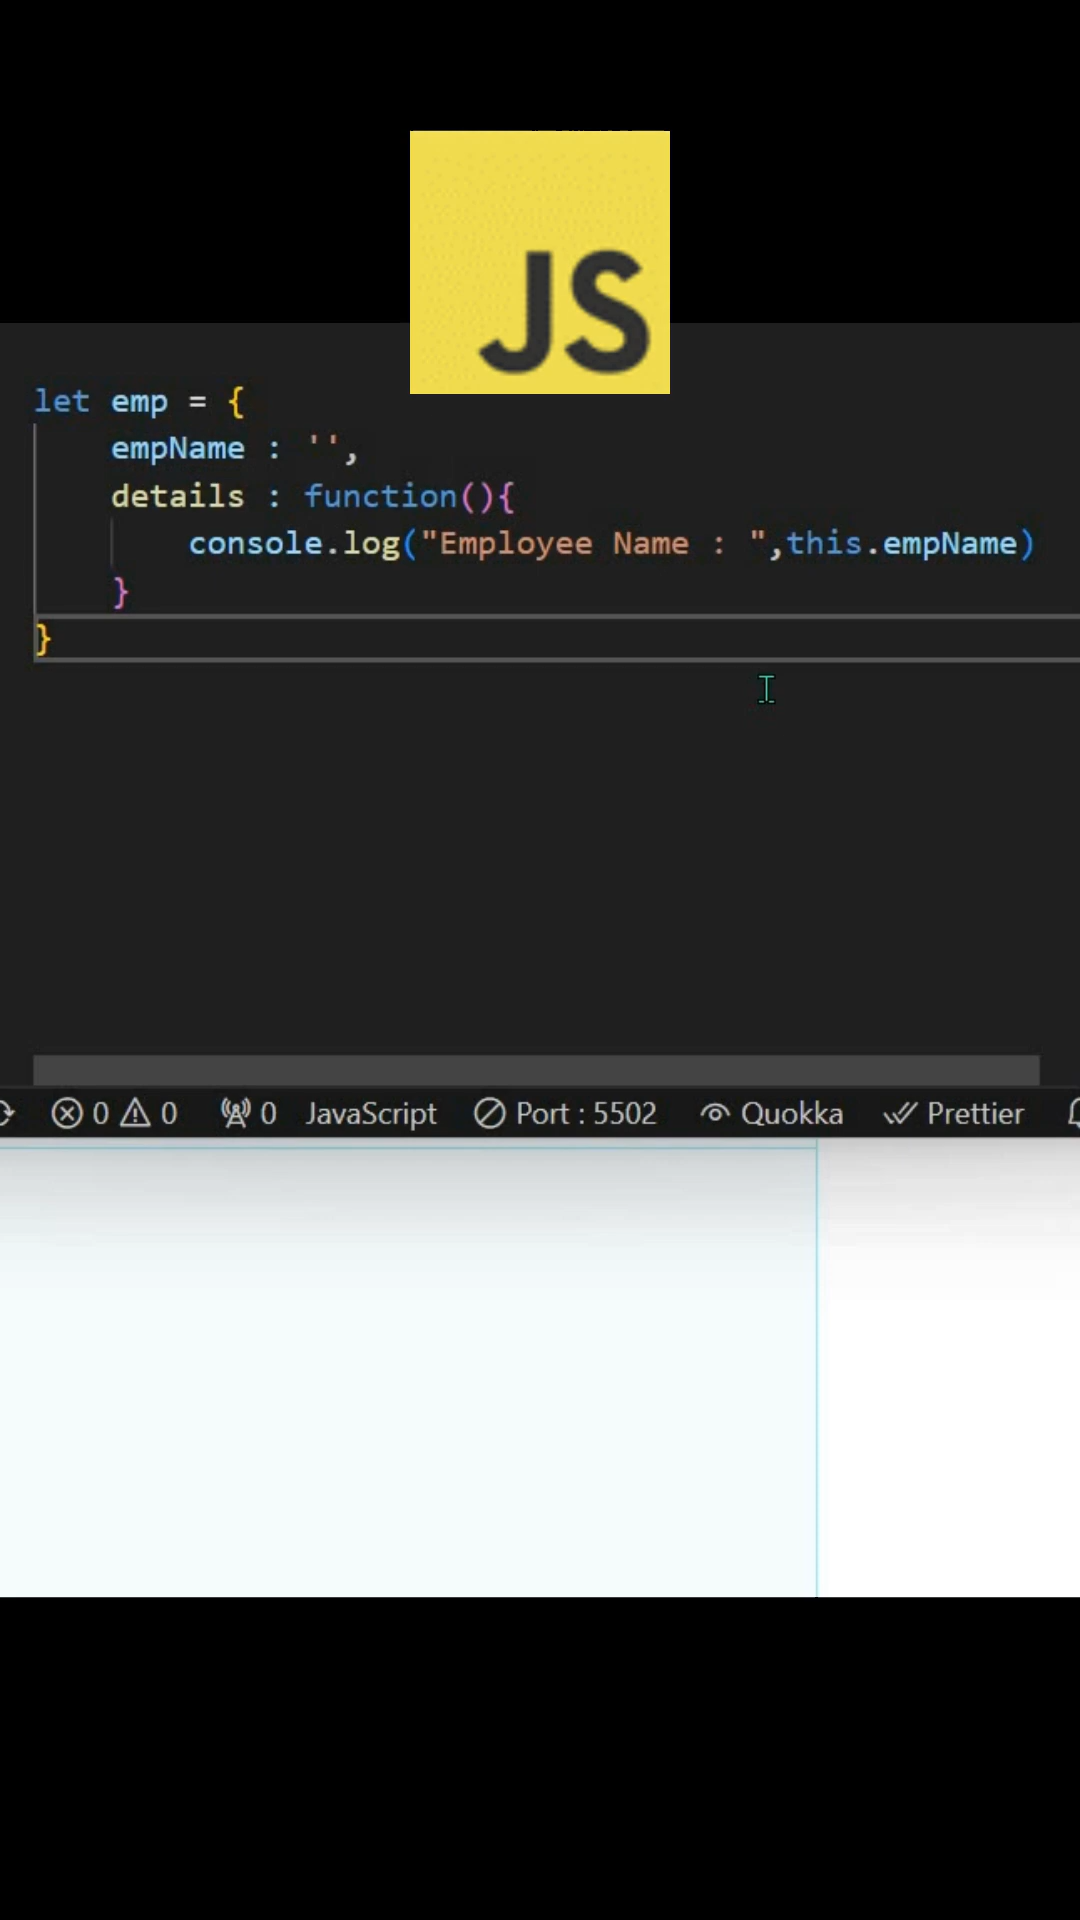 JS
let emp = {
    empName : '',
    details : function(){
        console.log("Employee Name : ",this.empName)
    }
}
0 0 0 JavaScript Port : 5502 Quokka Prettier